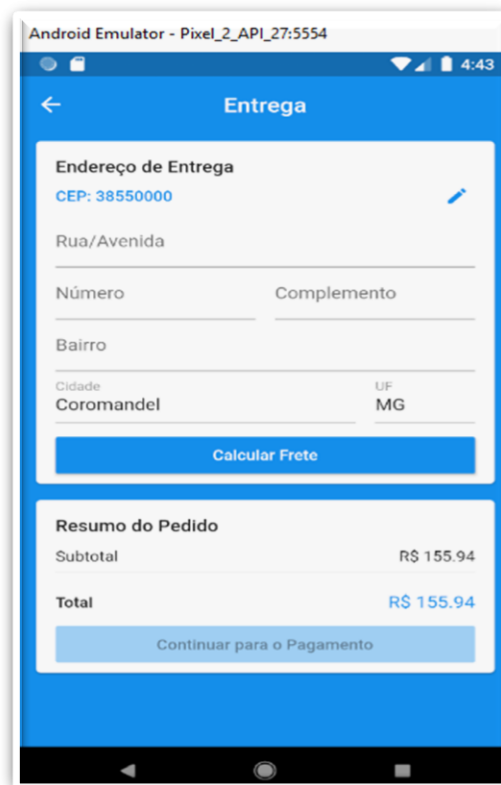 Android Emulator - Pixel_2_API_27:5554
4:43
Entrega
Endereço de Entrega
CEP: 38550000
Rua/Avenida
Número Complemento
Bairro
Cidade UF
Coromandel MG
Calcular Frete
Resumo do Pedido
Subtotal R$ 155.94
Total R$ 155.94
Continuar para o Pagamento